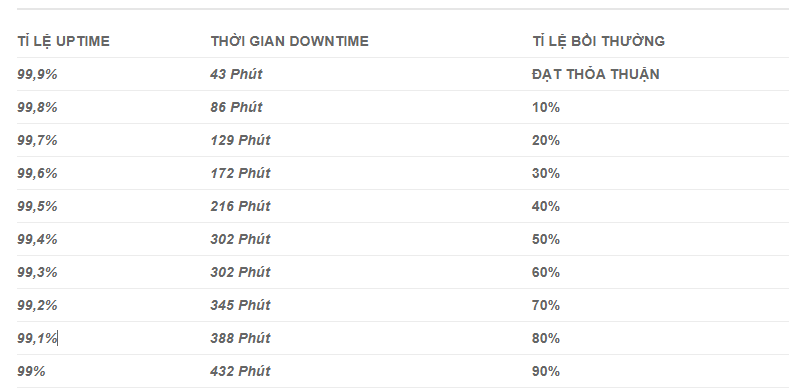 TỈ LỆ UPTIME THỜI GIAN DOWNTIME TỈ LỆ BỒI THƯỜNG
99,9% 43 Phút ĐẠT THỎA THUẬN
99,8% 86 Phút 10%
99,7% 129 Phút 20%
99,6% 172 Phút 30%
99,5% 216 Phút 40%
99,4% 302 Phút 50%
99,3% 302 Phút 60%
99,2% 345 Phút 70%
99,1% 388 Phút 80%
99% 432 Phút 90%